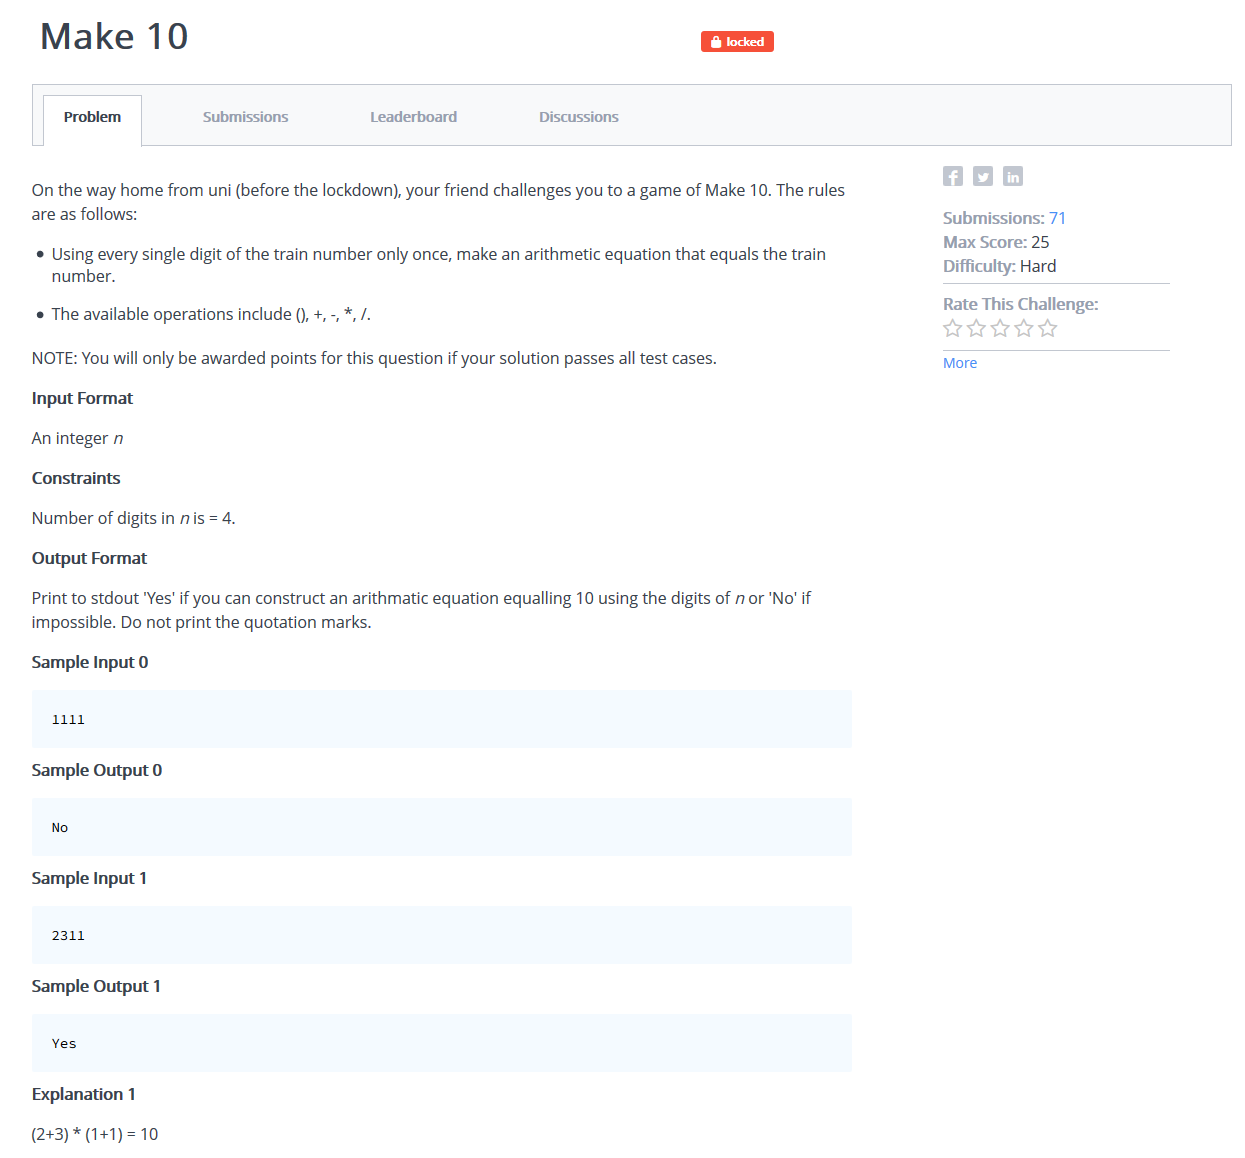 Make 10
locked
Problem
Submissions
Leaderboard
Discussions
On the way home from uni (before the lockdown), your friend challenges you to a game of Make 10. The rules
are as follows:
• Using every single digit of the train number only once, make an arithmetic equation that equals the train
number.
• The available operations include (), +, -, *, /.
NOTE: You will only be awarded points for this question if your solution passes all test cases.
Input Format
An integer n
Constraints
Number of digits in n is = 4.
Output Format
Print to stdout 'Yes' if you can construct an arithmatic equation equalling 10 using the digits of n or 'No' if
impossible. Do not print the quotation marks.
Sample Input 0
1111
Sample Output 0
No
Sample Input 1
2311
Sample Output 1
Yes
Explanation 1
(2+3) * (1+1) = 10
f
in
Submissions: 71
Max Score: 25
Difficulty: Hard
Rate This Challenge:
More